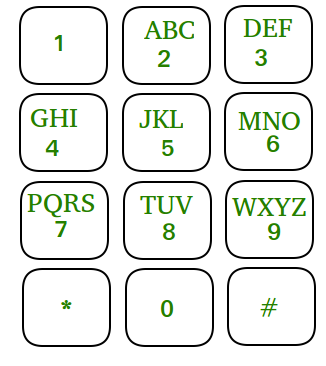 1
ABC
2
DEF
3
GHI
4
JKL
5
MNO
6
PQRS
7
TUV
8
WXYZ
9
*
0
#